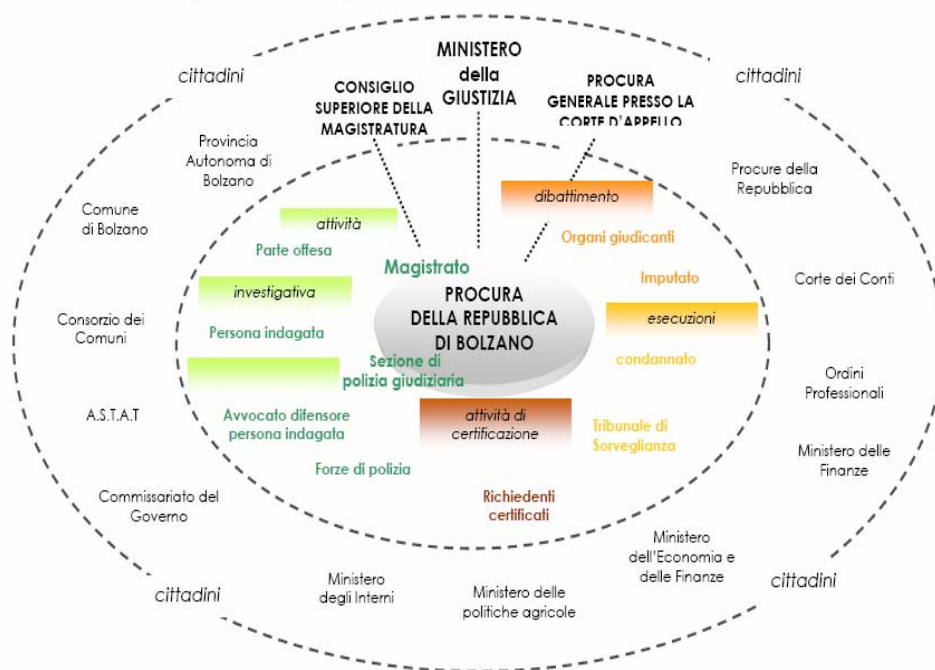 MINISTERO
della
GIUSTIZIA
cittadini
cittadini
CONSIGLIO
SUPERIORE DELLA
MAGISTRATURA
PROCURA
GENERALE PRESSO LA
CORTE D'APPELLO
Provincia
Autonoma di
Bolzano
Procure della
Repubblica
Comune
di Bolzano
dibattimento
attività
Parte offesa
Organi giudicanti
Magistrato
Imputato
Corte dei Conti
investigativa
PROCURA
DELLA REPUBBLICA
DI BOLZANO
esecuzioni
Consorzio dei
Comuni
Persona indagata
Sezione di
polizia giudiziaria
condannato
Ordini
Professionali
A.S.T.A.T
Avvocato difensore
persona indagata
attività di
certificazione
Tribunale di
Sorveglianza
Ministero delle
Finanze
Forze di polizia
Commissariato del
Governo
Richiedenti
certificati
Ministero
dell'Economia e
delle Finanze
cittadini
Ministero
degli Interni
Ministero delle
politiche agricole
cittadini